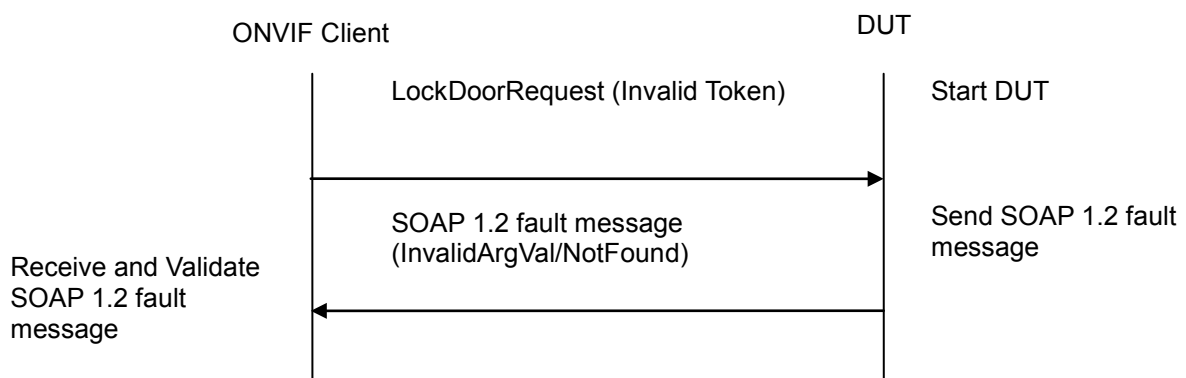 ONVIF Client
DUT
LockDoorRequest (Invalid Token)
Start DUT
SOAP 1.2 fault message
(InvalidArgVal/NotFound)
Send SOAP 1.2 fault
message
Receive and Validate
SOAP 1.2 fault
message